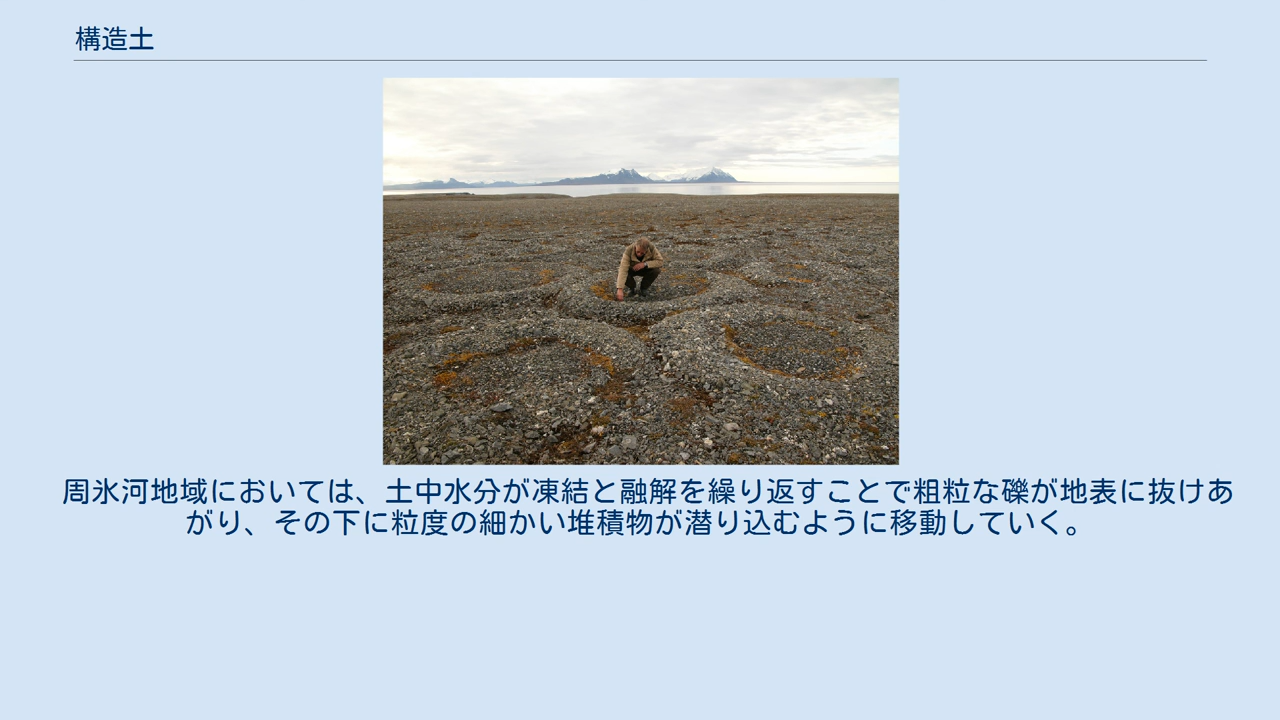 構造土
周氷河地域においては、土中水分が凍結と融解を繰り返すことで粗粒な礫が地表に抜けあ
がり、その下に粒度の細かい堆積物が潜り込むように移動していく。